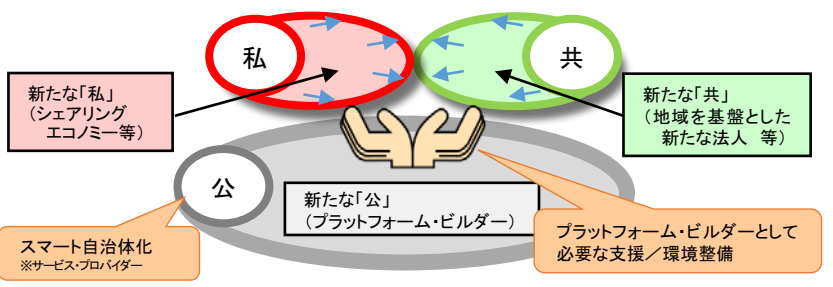 私
共
新たな「私」
（シェアリング
エコノミー等）
新たな「共」
（地域を基盤とした
新たな法人　等）
公
新たな「公」
（プラットフォーム・ビルダー）
スマート自治体化
※サービス・プロバイダー
プラットフォーム・ビルダーとして
必要な支援／環境整備